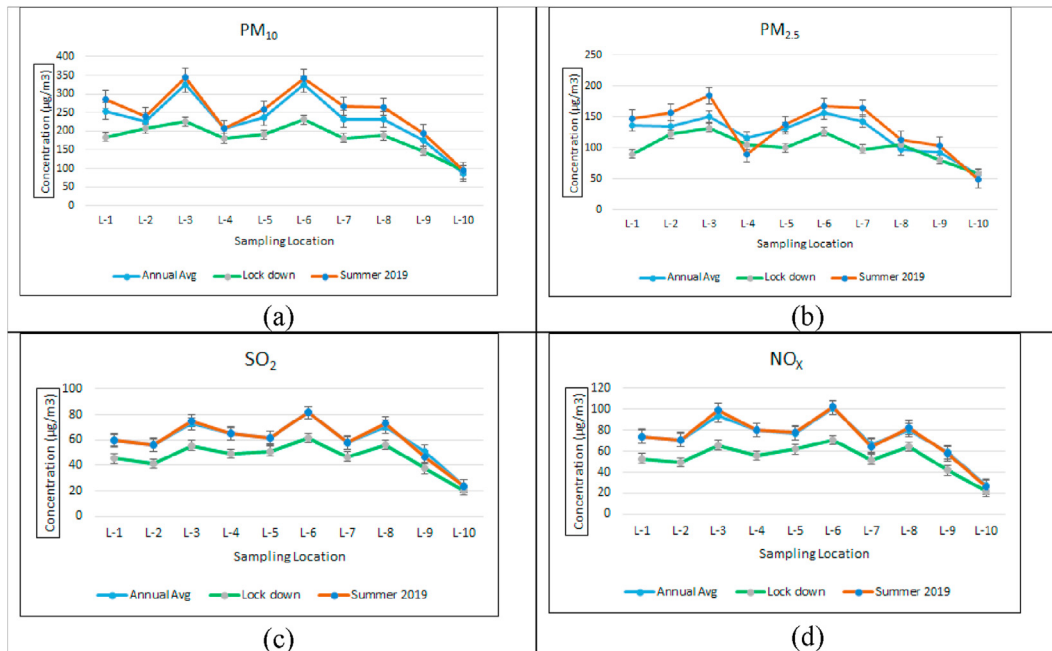 PM10
Concentration (µg/m3)
400
350
300
250
200
150
100
50
0
L-1 L-2 L-3 L-4 L-5 L-6 L-7 L-8 L-9 L-10
Sampling Location
Annual Avg Lock down Summer 2019
(a)
PM2.5
Concentration (µg/m3)
250
200
150
100
50
0
L-1 L-2 L-3 L-4 L-5 L-6 L-7 L-8 L-9 L-10
Sampling Location
Annual Avg Lock down Summer 2019
(b)
SO2
Concentration (µg/m3)
100
80
60
40
20
0
L-1 L-2 L-3 L-4 L-5 L-6 L-7 L-8 L-9 L-10
Sampling Location
Annual Avg Lock down Summer 2019
(c)
NOX
Concentration (µg/m3)
120
100
80
60
40
20
0
L-1 L-2 L-3 L-4 L-5 L-6 L-7 L-8 L-9 L-10
Sampling Location
Annual Avg Lock down Summer 2019
(d)